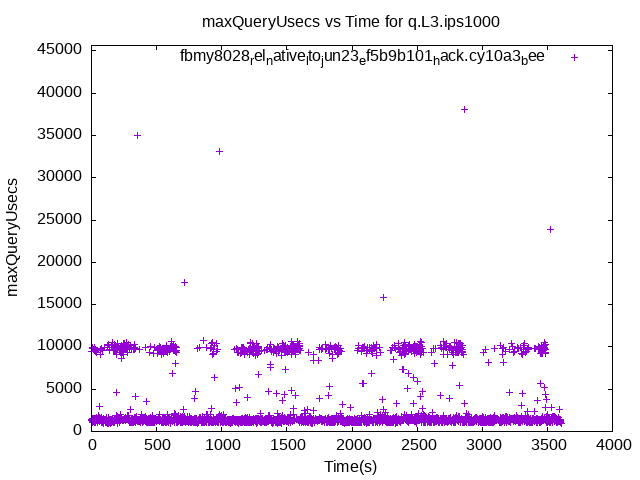 maxQueryUsecs vs Time for q.L3.ips1000
fbmy8028relnativeltojun23ef5b9b101hack.cy10a3bee
45000
40000
35000
30000
25000
20000
15000
10000
5000
0
maxQueryUsecs
0 500 1000 1500 2000 2500 3000 3500 4000
Time(s)